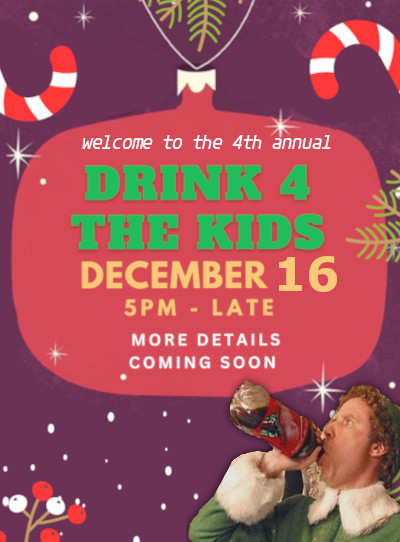 welcome to the 4th annual
DRINK 4
THE KIDS
DECEMBER 16
5PM - LATE
MORE DETAILS
COMING SOON